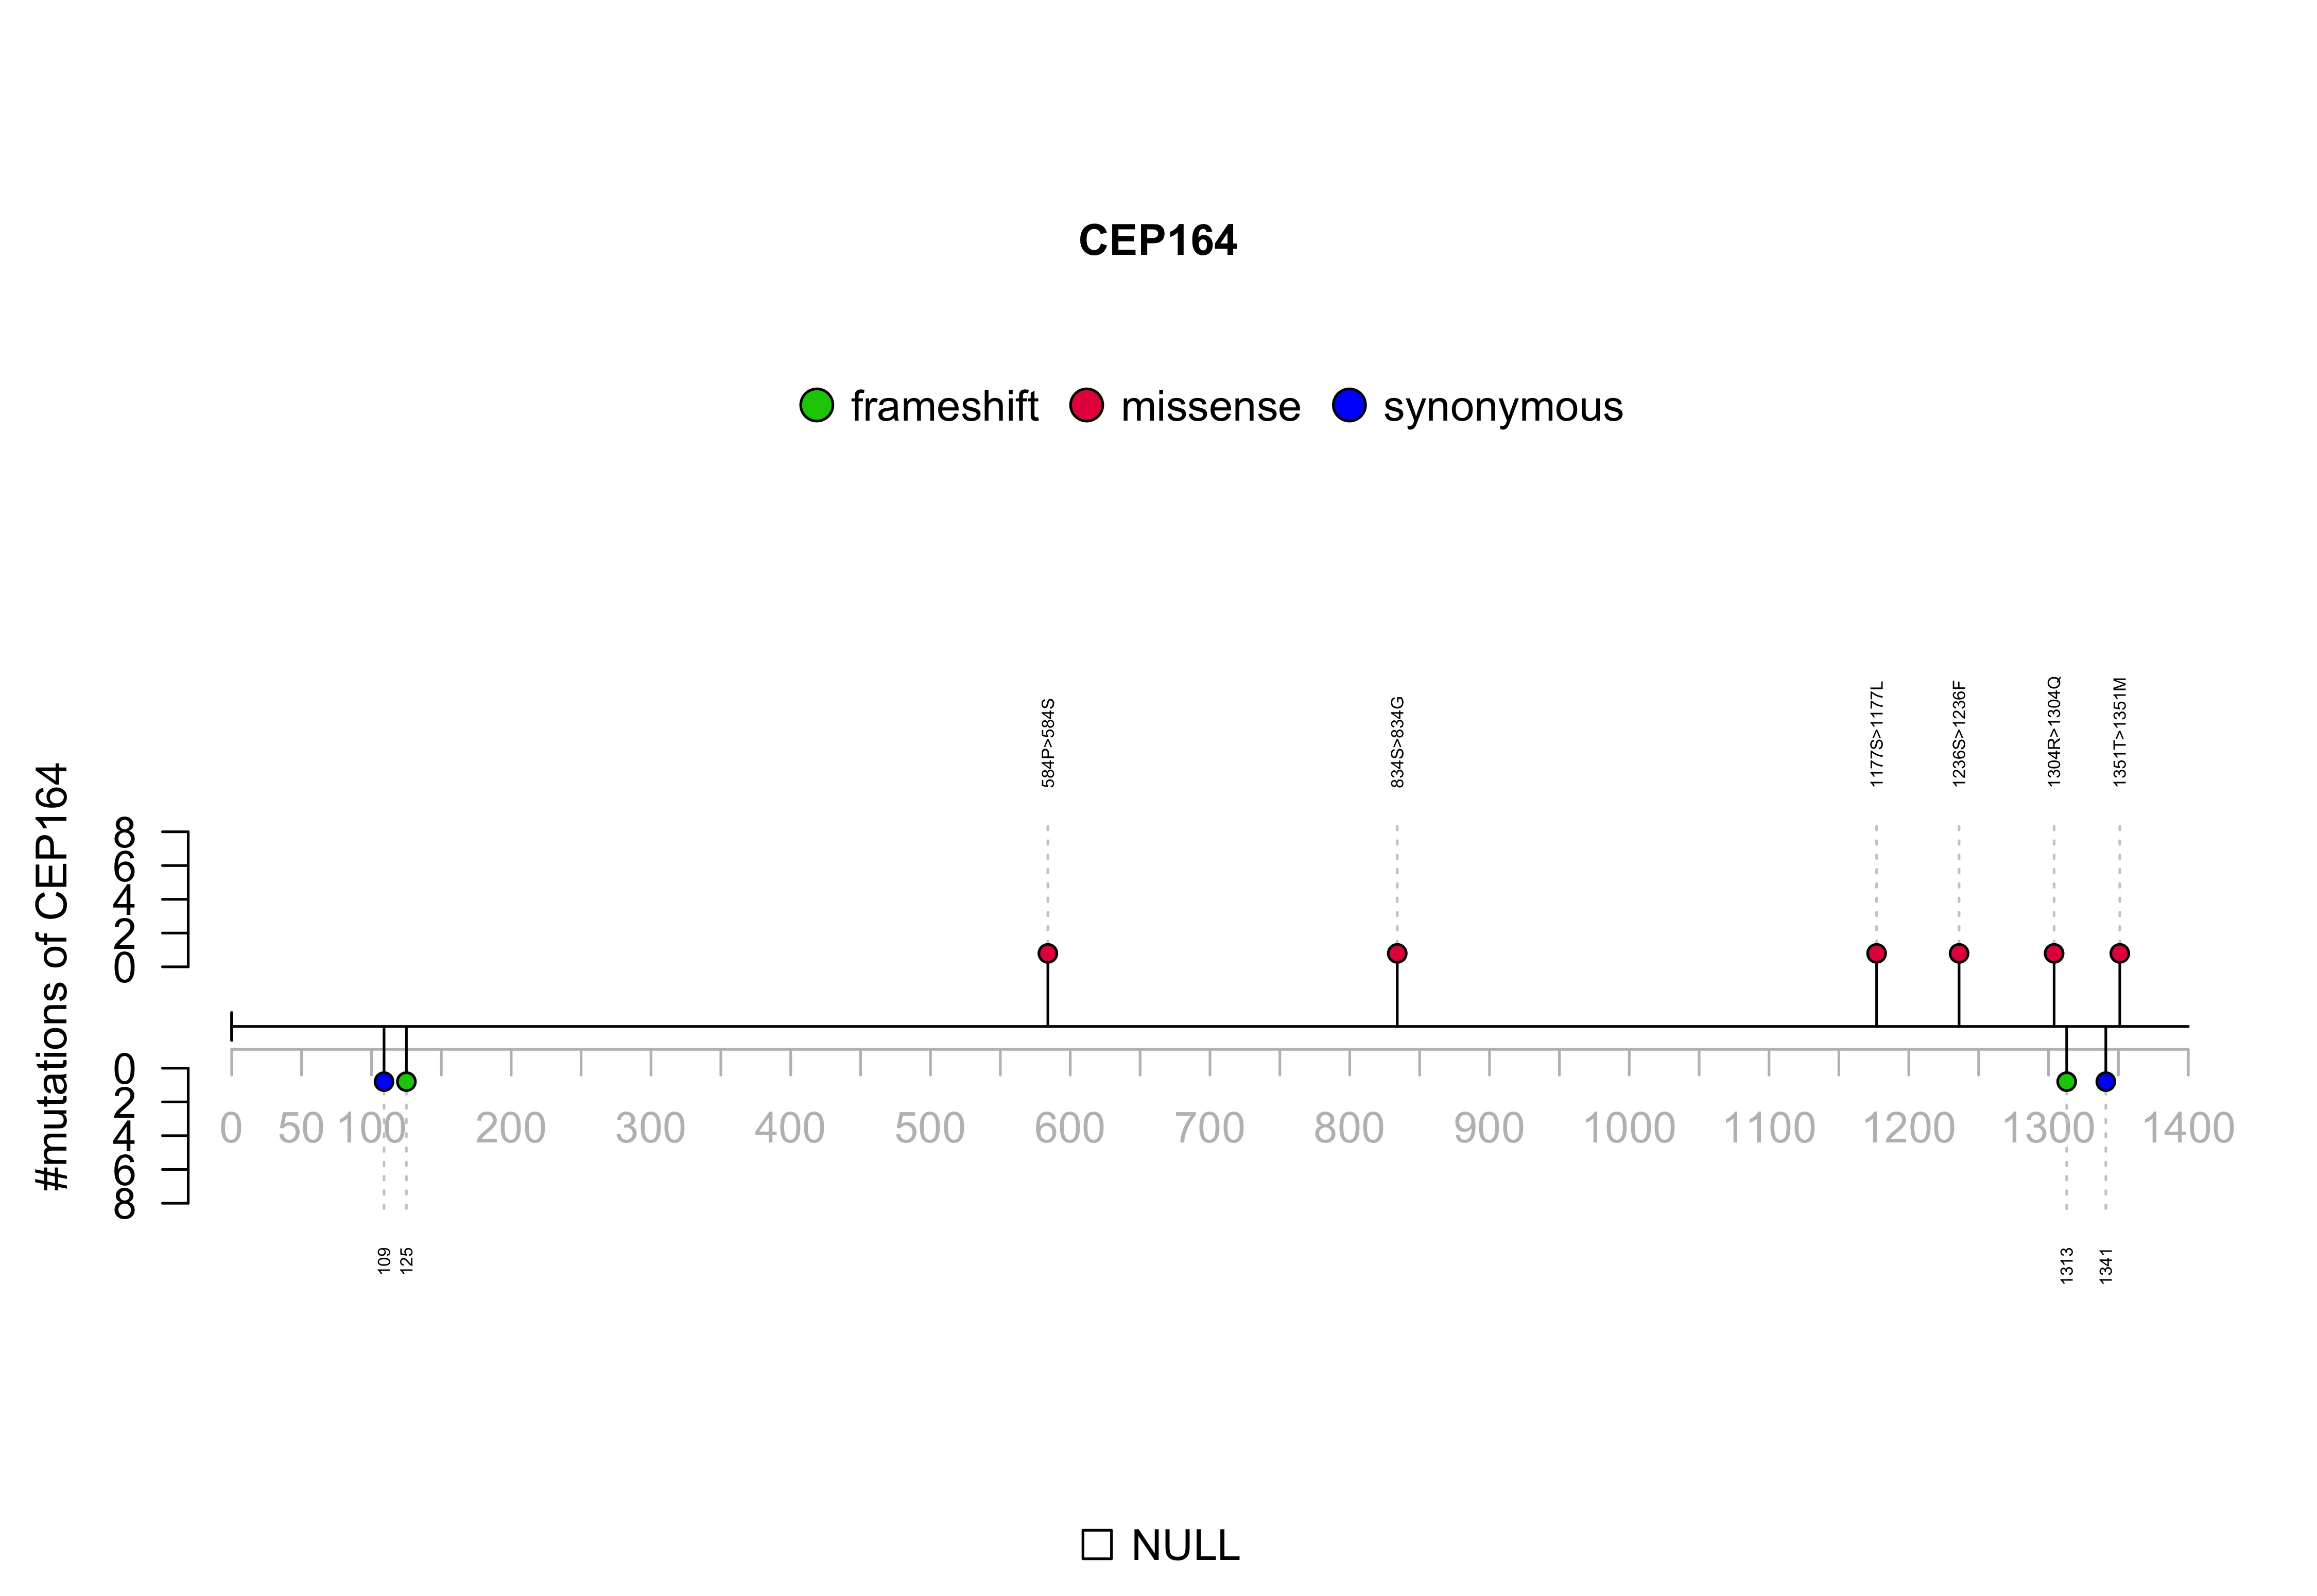 CEP164
frameshift missense synonymous
584P>584S
834S>834G
1177S>1177L
1236S>1236F
1304R>1304Q
1351T>1351M
#mutations of CEP164
8
6
4
2
0
0
2
4
6
8
0 50 100 200 300 400 500 600 700 800 900 1000 1100 1200 1300 1400
109
125
1313
1341
NULL